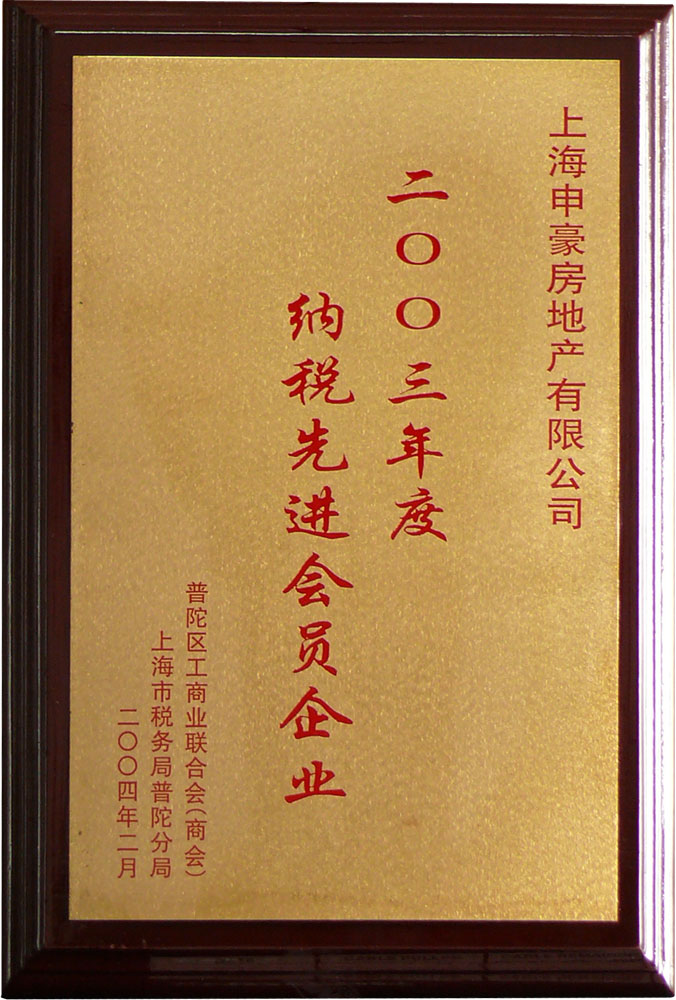 上海申豪房地产有限公司
二〇〇三年度
纳税先进会员企业
普陀区工商业联合会(商会)
上海市税务局普陀分局
二〇〇四年二月